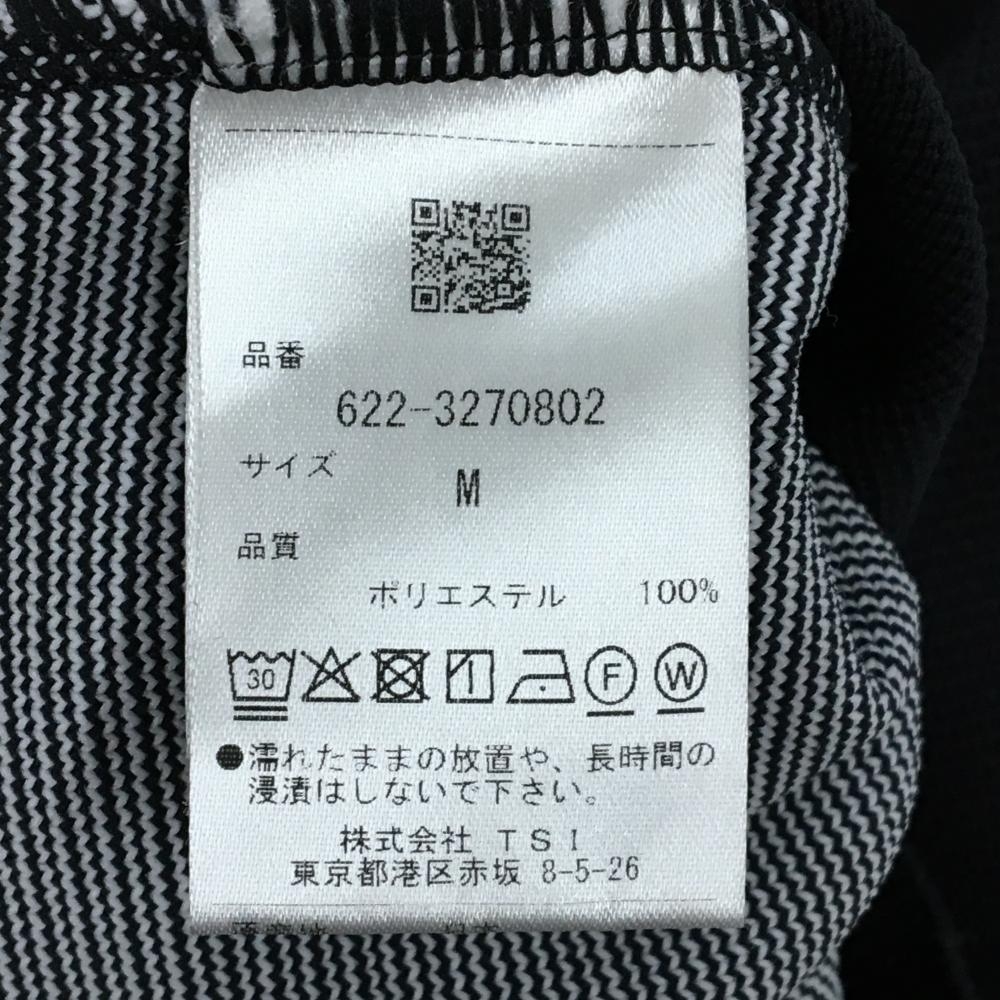 品番
622-3270802
サイズ
M
品質
ポリエステル 100%
30 F W
●濡れたままの放置や、長時間の
浸漬はしないで下さい。
株式会社 TSI
東京都港区赤坂 8-5-26